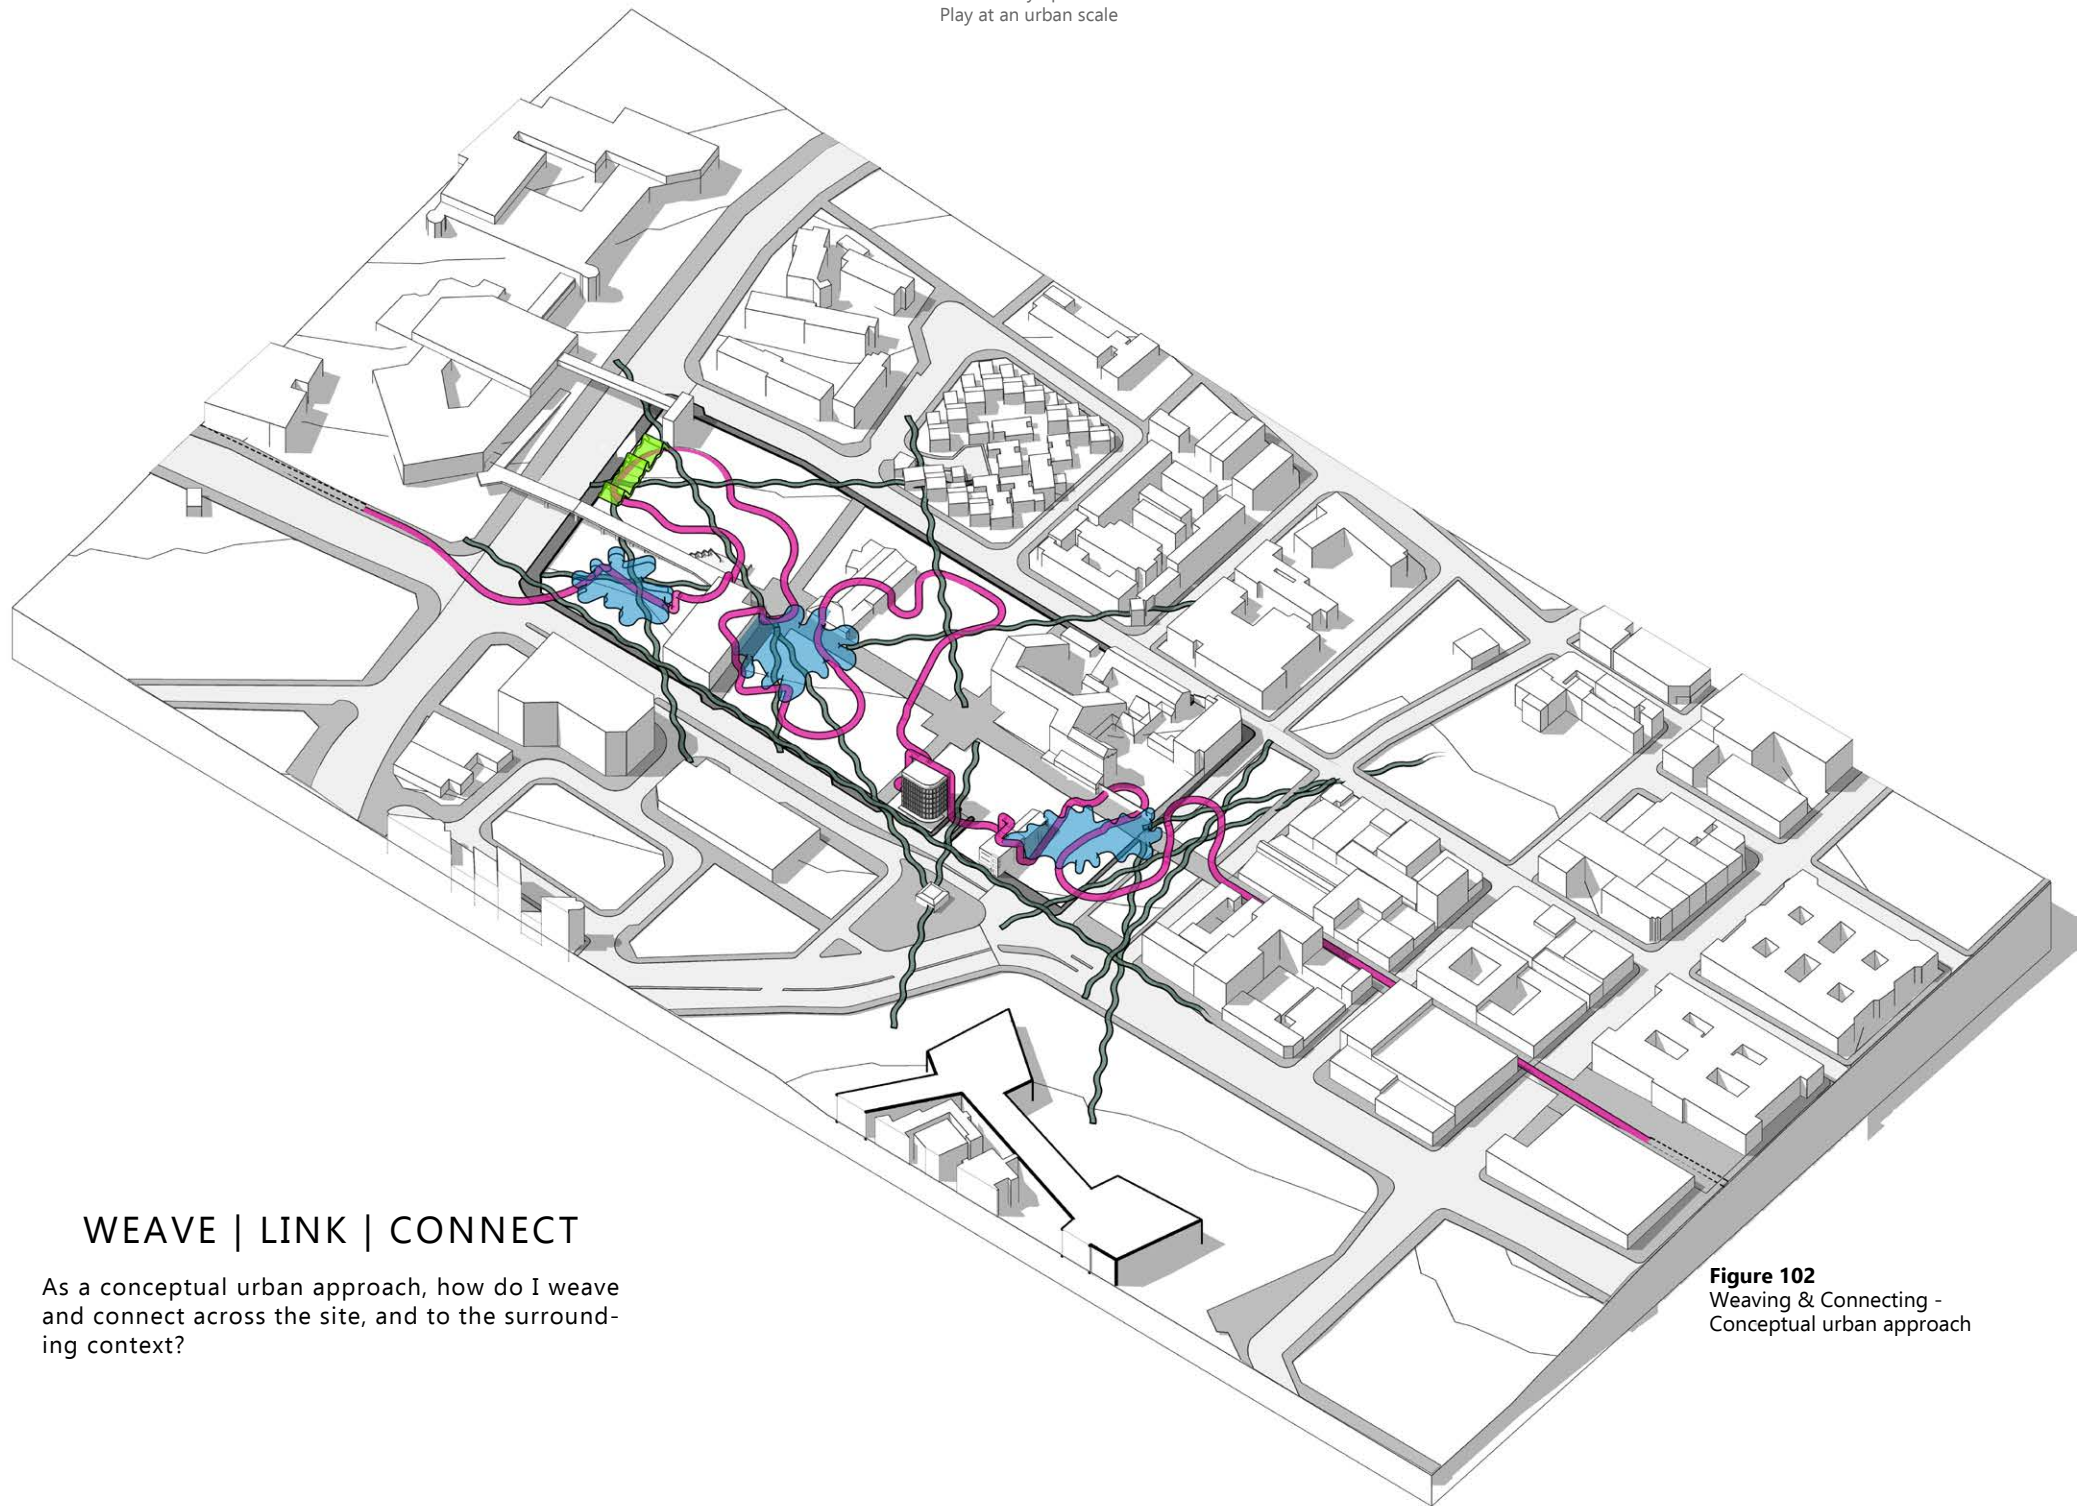 Play at an urban scale
WEAVE | LINK | CONNECT
As a conceptual urban approach, how do I weave
and connect across the site, and to the surround-
ing context?
Figure 102
Weaving & Connecting -
Conceptual urban approach